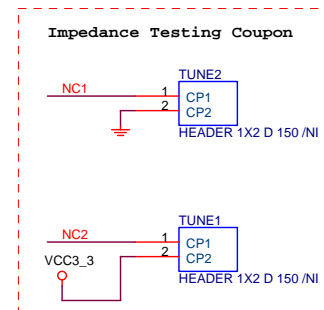 Impedance Testing Coupon
TUNE2
NC1
1
2
CP1
CP2
HEADER 1X2 D 150 /NI
TUNE1
NC2
1
2
CP1
CP2
VCC3_3
HEADER 1X2 D 150 /NI